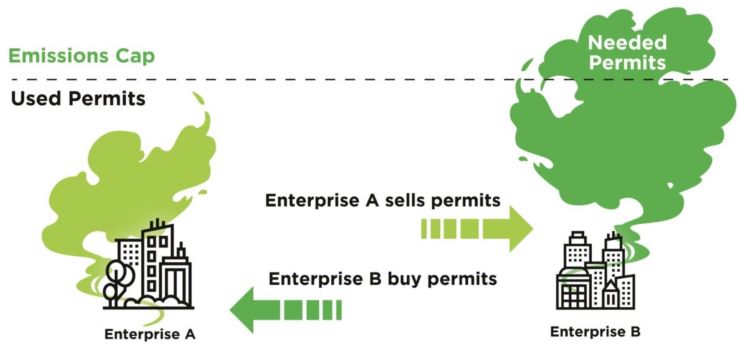 Emissions Cap
Needed
Permits
Used Permits
Enterprise A sells permits
Enterprise B buy permits
Enterprise A
Enterprise B